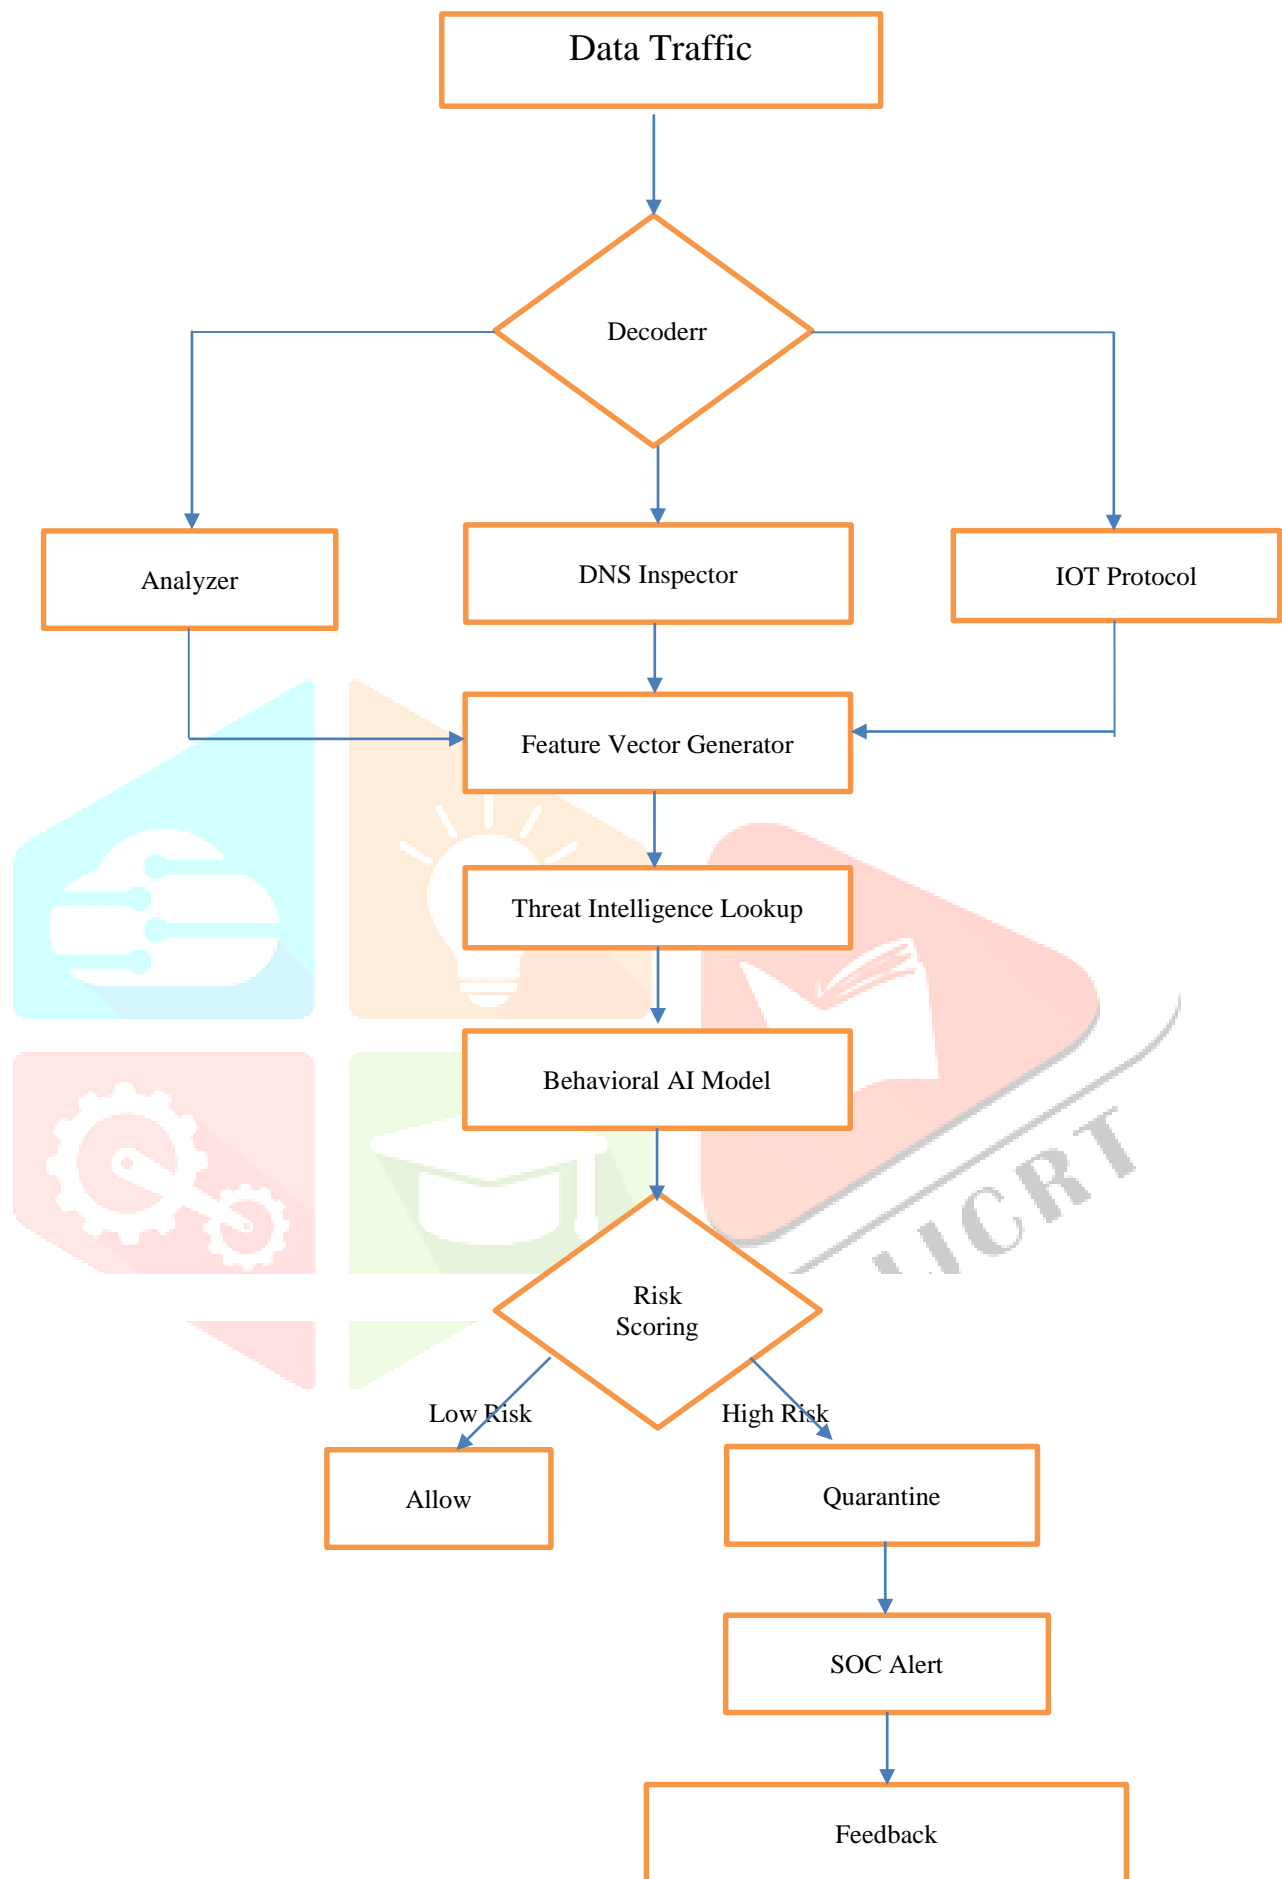 Data Traffic
Decoderr
Analyzer
DNS Inspector
IOT Protocol
Feature Vector Generator
Threat Intelligence Lookup
Behavioral AI Model
IJCRT
Risk
Scoring
Low Risk
High Risk
Allow
Quarantine
SOC Alert
Feedback